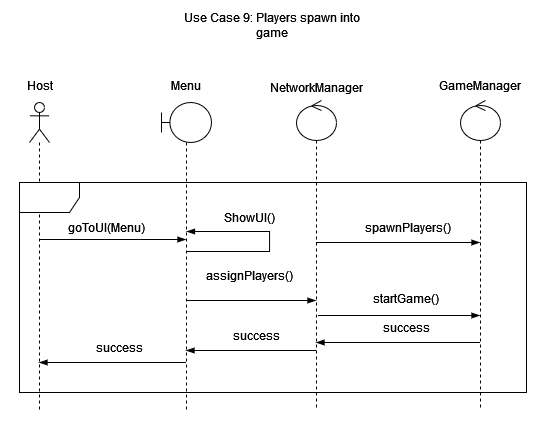 Use Case 9: Players spawn into
game
Host
Menu
NetworkManager
GameManager
ShowUI()
goToUI(Menu)
spawnPlayers()
assignPlayers()
startGame()
success
success
success